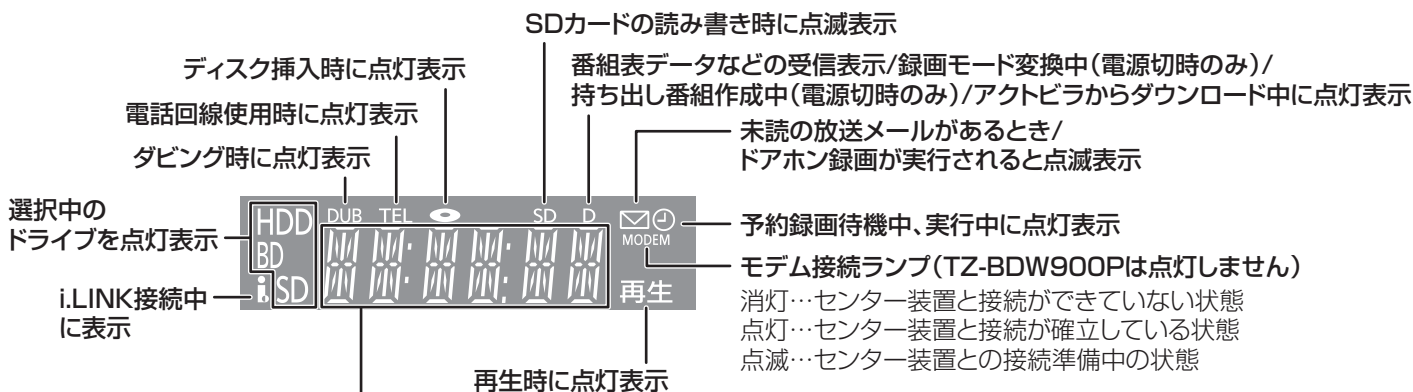 SDカードの読み書き時に点滅表示
ディスク挿入時に点灯表示
番組表データなどの受信表示/録画モード変換中(電源切時のみ)/
持ち出し番組作成中(電源切時のみ)/アクトビラからダウンロード中に点灯表示
電話回線使用時に点灯表示
未読の放送メールがあるとき/
ドアホン録画が実行されると点滅表示
ダビング時に点灯表示
選択中の
ドライブを点灯表示
HDD DUB TEL SD D
BD
i SD
MODEM
再生
予約録画待機中、実行中に点灯表示
モデム接続ランプ(TZ-BDW900Pは点灯しません)
消灯…センター装置と接続ができていない状態
点灯…センター装置と接続が確立している状態
点滅…センター装置との接続準備中の状態
i.LINK接続中
に表示
再生時に点灯表示